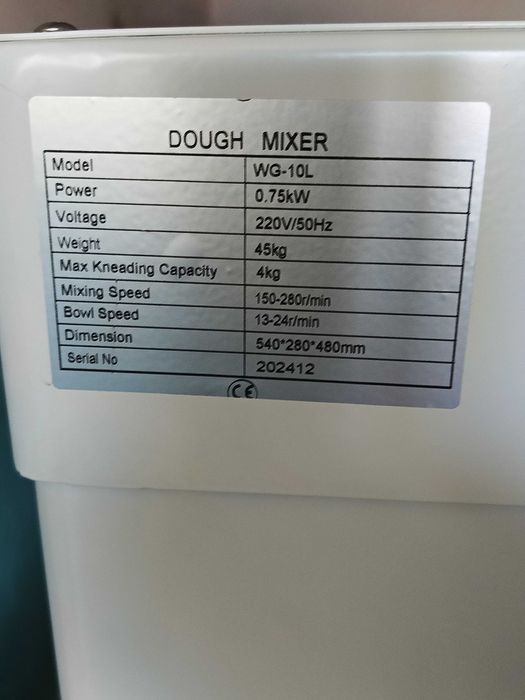 DOUGH MIXER
Model WG-10L
Power 0.75kW
Voltage 220V/50Hz
Weight 45kg
Max Kneading Capacity 4kg
Mixing Speed 150-280r/min
Bowl Speed 13-24r/min
Dimension 540*280*480mm
Serial No 202412
CE